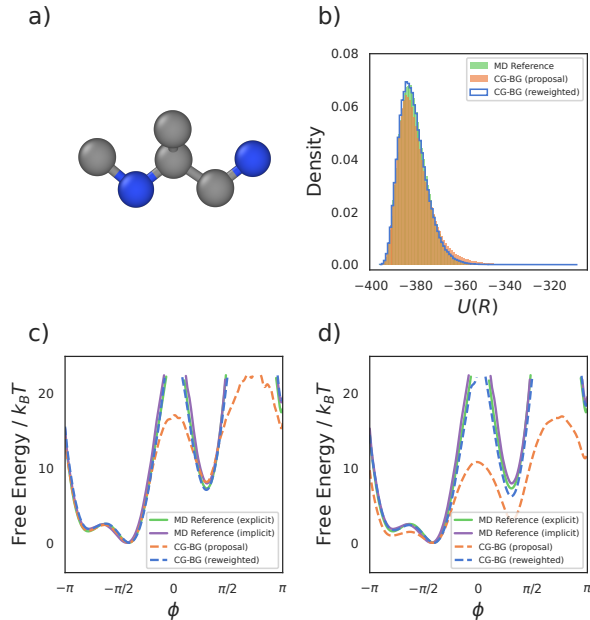 a)
b)
0.08
0.06
0.04
0.02
0.00
Density
MD Reference
CG-BG (proposal)
CG-BG (reweighted)
−400 −380 −360 −340 −320
U(R)
c)
20
10
0
Free Energy / k_BT
MD Reference (explicit)
MD Reference (implicit)
CG-BG (proposal)
CG-BG (reweighted)
−π −π/2 0 π/2 π
ϕ
d)
20
10
0
Free Energy / k_BT
MD Reference (explicit)
MD Reference (implicit)
CG-BG (proposal)
CG-BG (reweighted)
−π −π/2 0 π/2 π
ϕ